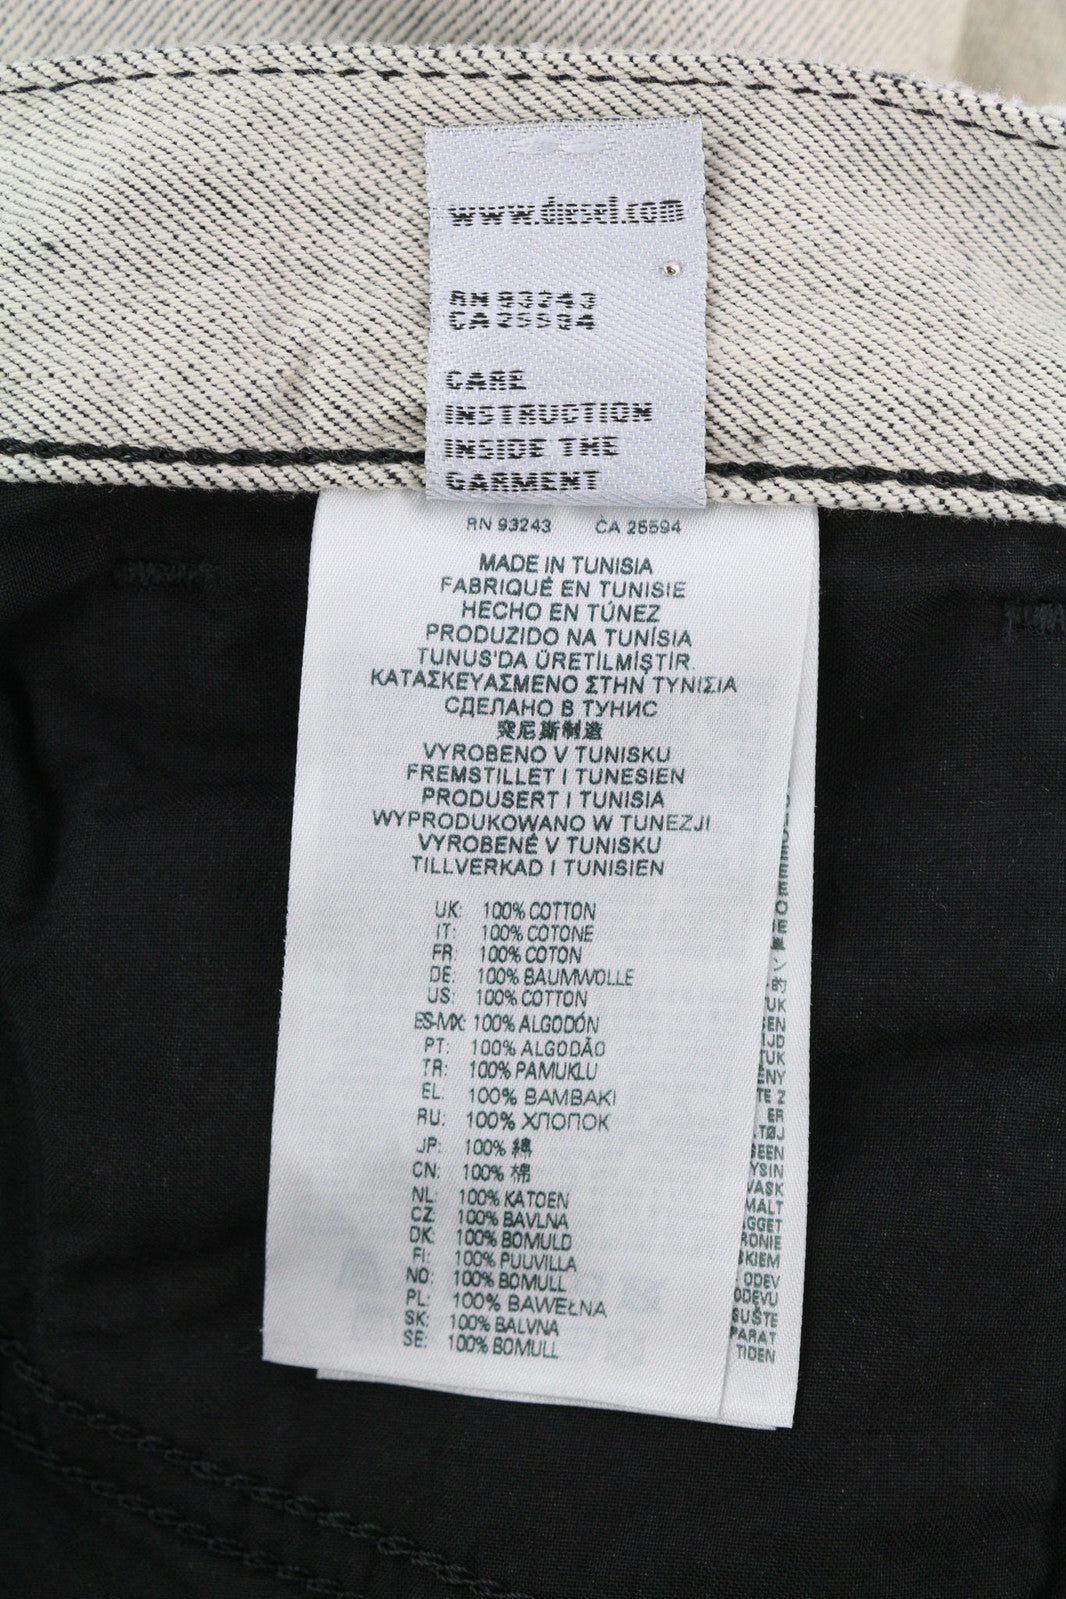 www.diesel.com
RN 93243
CA 25594
CARE
INSTRUCTION
INSIDE THE
GARMENT
RN 93243 CA 25594
MADE IN TUNISIA
FABRIQUÉ EN TUNISIE
HECHO EN TÚNEZ
PRODUZIDO NA TUNÍSIA
TUNUS'DA ÜRETİLMİŞTİR.
ΚΑΤΑΣΚΕΥΑΣΜΕΝΟ ΣΤΗΝ ΤΥΝΙΣΙΑ
СДЕЛАНО В ТУНИС
突尼斯制造
VYROBENO V TUNISKU
FREMSTILLET I TUNESIEN
PRODUSERT I TUNISIA
WYPRODUKOWANO W TUNEZJI
VYROBENÉ V TUNISKU
TILLVERKAD I TUNISIEN
UK: 100% COTTON
IT: 100% COTONE
FR: 100% COTON
DE: 100% BAUMWOLLE
US: 100% COTTON
ES-MX: 100% ALGODÓN
PT: 100% ALGODÃO
TR: 100% PAMUKLU
EL: 100% ΒΑΜΒΑΚΙ
RU: 100% ХЛОПОК
JP: 100% 綿
CN: 100% 棉
NL: 100% KATOEN
CZ: 100% BAVLNA
DK: 100% BOMULD
FI: 100% PUUVILLA
NO: 100% BOMULL
PL: 100% BAWEŁNA
SK: 100% BALVNA
SE: 100% BOMULL